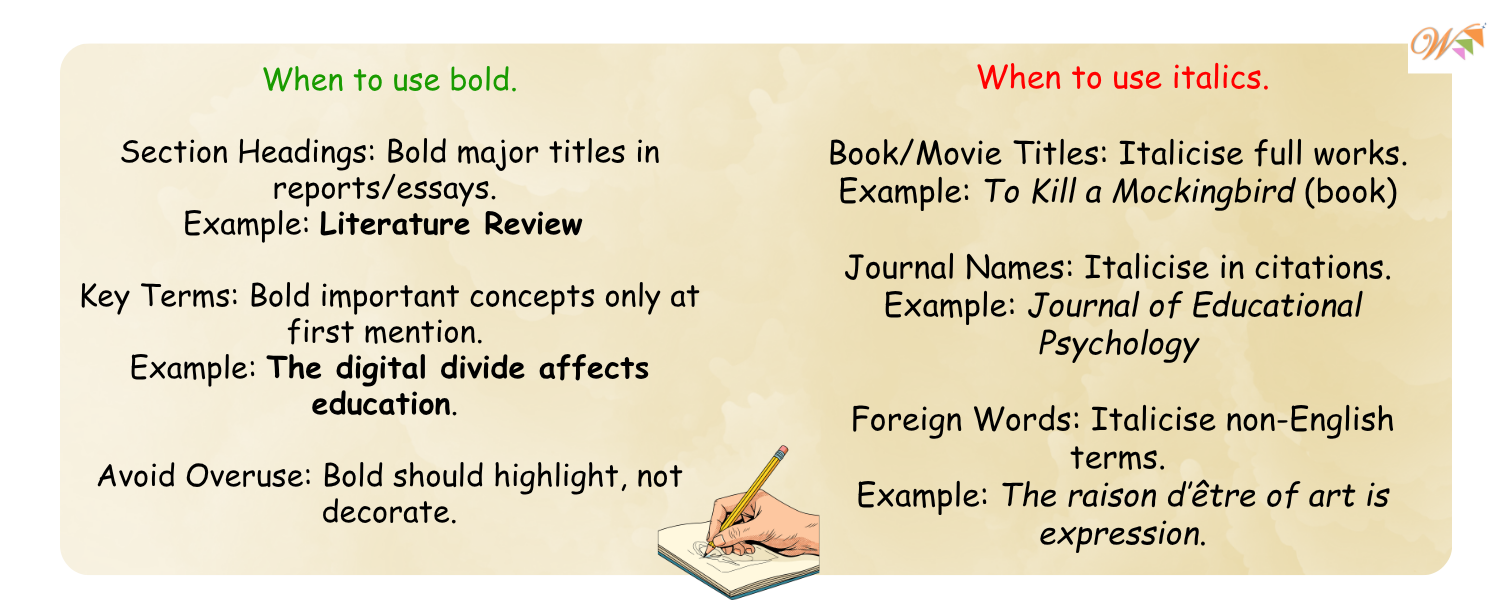 When to use bold.
Section Headings: Bold major titles in
reports/essays.
Example: Literature Review
Key Terms: Bold important concepts only at
first mention.
Example: The digital divide affects
education.
Avoid Overuse: Bold should highlight, not
decorate.
When to use italics.
Book/Movie Titles: Italicise full works.
Example: To Kill a Mockingbird (book)
Journal Names: Italicise in citations.
Example: Journal of Educational
Psychology
Foreign Words: Italicise non-English
terms.
Example: The raison d’être of art is
expression.
W